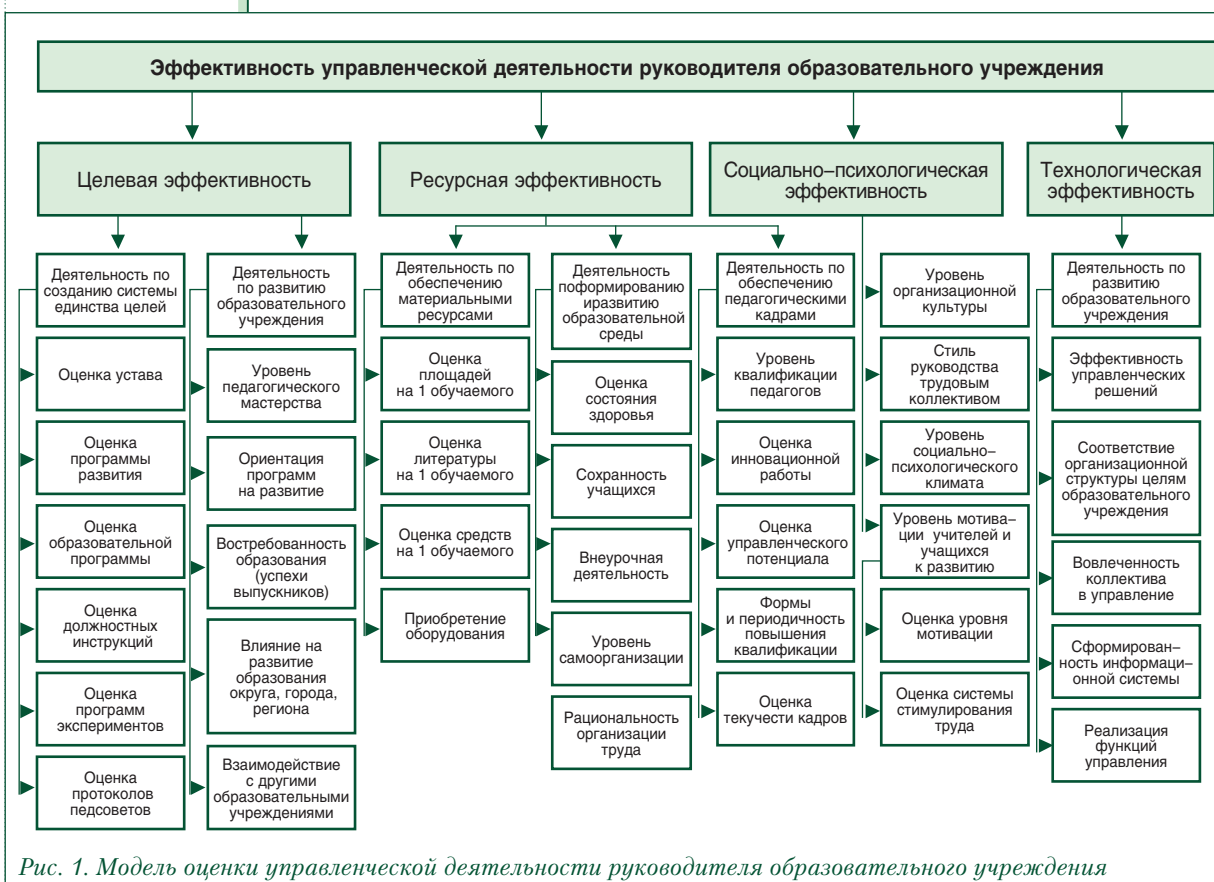 Эффективность управленческой деятельности руководителя образовательного учреждения
Целевая эффективность
Ресурсная эффективность
Социально–психологическая
эффективность
Технологическая
эффективность
Деятельность по
созданию системы
единства целей
Оценка устава
Оценка
программы
развития
Оценка
образовательной
программы
Оценка
должностных
инструкций
Оценка
программ
экспериментов
Оценка
протоколов
педсоветов
Деятельность
по развитию
образовательного
учреждения
Уровень
педагогического
мастерства
Ориентация
программ
на развитие
Востребованность
образования
(успехи
выпускников)
Влияние на
развитие
образования
округа, города,
региона
Взаимодействие
с другими
образовательными
учреждениями
Деятельность по
обеспечению
материальными
ресурсами
Оценка
площадей
на 1 обучаемого
Оценка
литературы
на 1 обучаемого
Оценка средств
на 1 обучаемого
Приобретение
оборудования
Деятельность
поформированию
иразвитию
образовательной
среды
Оценка
состояния
здоровья
Сохранность
учащихся
Внеурочная
деятельность
Уровень
самоорганизации
Рациональность
организации
труда
Деятельность по
обеспечению
педагогическими
кадрами
Уровень
квалификации
педагогов
Оценка
инновационной
работы
Оценка
управленческого
потенциала
Формы
и периодичность
повышения
квалификации
Оценка
текучести кадров
Уровень
организационной
культуры
Стиль
руководства
трудовым
коллективом
Уровень
социально–
психологического
климата
Уровень мотива–
ции учителей и
учащихся
к развитию
Оценка уровня
мотивации
Оценка системы
стимулирования
труда
Деятельность по
развитию
образовательного
учреждения
Эффективность
управленческих
решений
Соответствие
организационной
структуры целям
образовательного
учреждения
Вовлеченность
коллектива
в управление
Сформирован–
ность информаци–
онной системы
Реализация
функций
управления
Рис. 1. Модель оценки управленческой деятельности руководителя образовательного учреждения